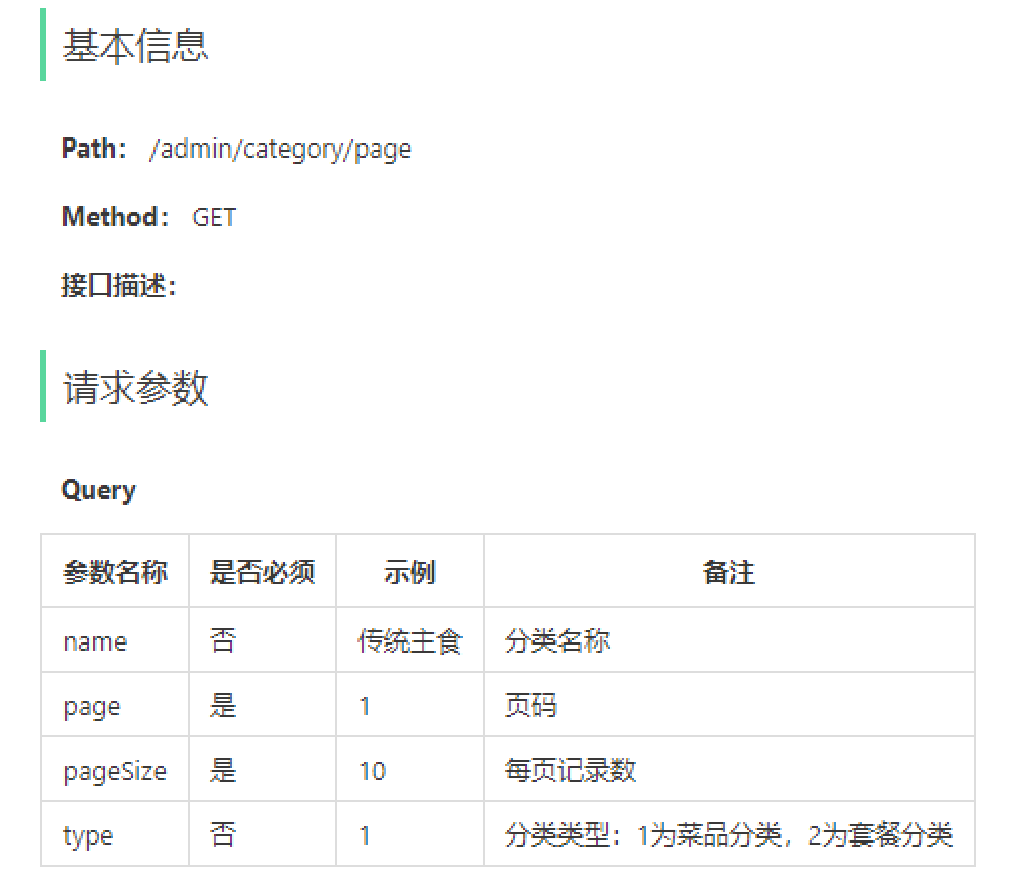 基本信息
Path： /admin/category/page
Method： GET
接口描述：
请求参数
Query
参数名称 是否必须 示例 备注
name 否 传统主食 分类名称
page 是 1 页码
pageSize 是 10 每页记录数
type 否 1 分类类型：1为菜品分类，2为套餐分类